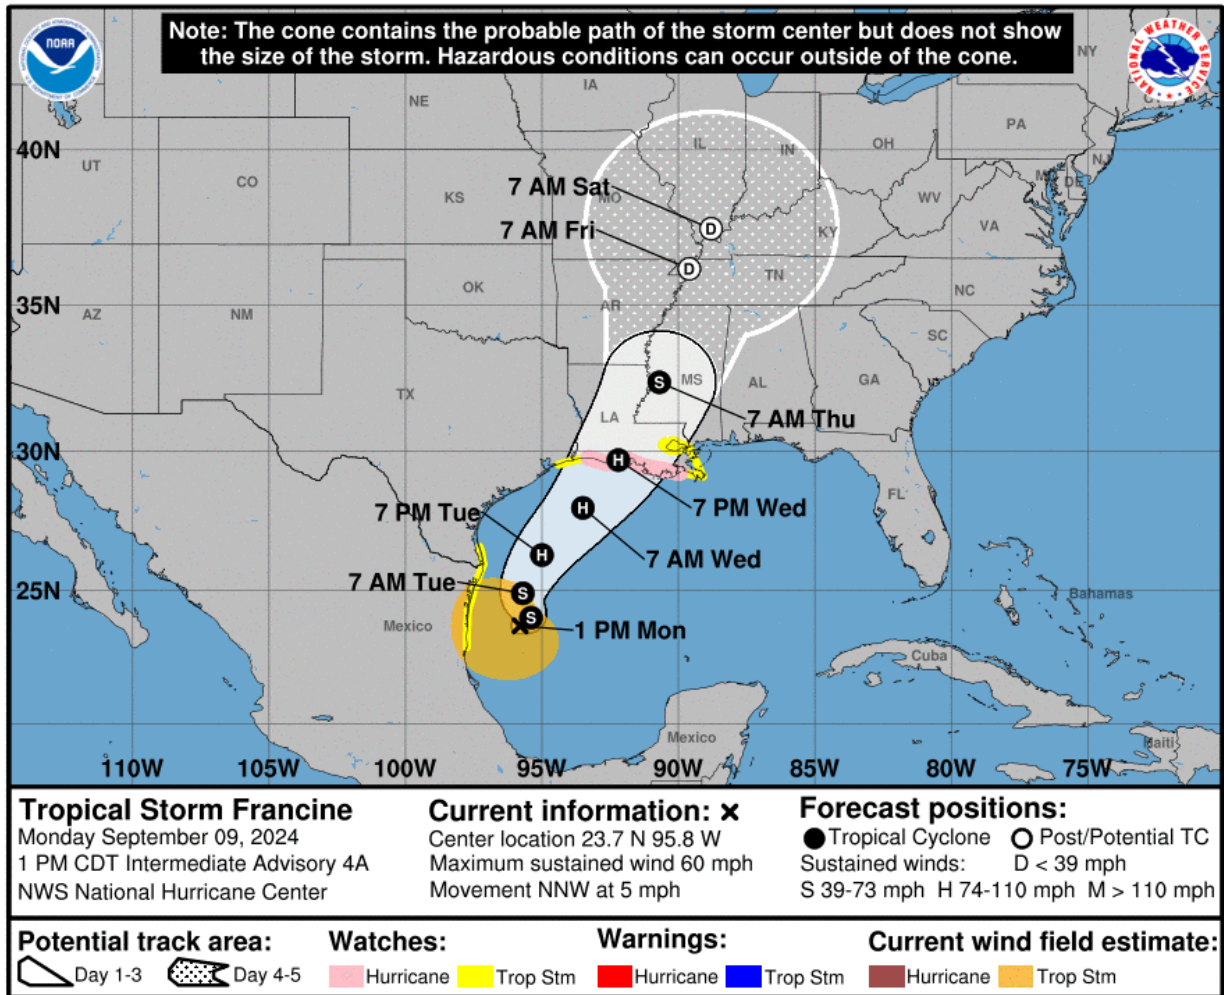 Note: The cone contains the probable path of the storm center but does not show
the size of the storm. Hazardous conditions can occur outside of the cone.
NOAA
NATIONAL WEATHER SERVICE
NY
IA
NE
PA
40N
IL
IN
OH
NJ
UT
CO
7 AM Sat
MO
DE
KS
WV
VA
7 AM Fri
KY
D
D
TN
OK
NC
35N
AR
AZ
NM
SC
S
MS
AL
GA
TX
LA
7 AM Thu
30N
H
FL
7 PM Tue
H
7 PM Wed
H
7 AM Wed
7 AM Tue
S
25N
Bahamas
S
Mexico
1 PM Mon
Cuba
Mexico
Haiti
110W 105W 100W 95W 90W 85W 80W 75W
Tropical Storm Francine
Monday September 09, 2024
1 PM CDT Intermediate Advisory 4A
NWS National Hurricane Center
Current information: ×
Center location 23.7 N 95.8 W
Maximum sustained wind 60 mph
Movement NNW at 5 mph
Forecast positions:
Tropical Cyclone Post/Potential TC
Sustained winds: D < 39 mph
S 39-73 mph H 74-110 mph M > 110 mph
Potential track area:
Day 1-3 Day 4-5
Watches:
Hurricane Trop Stm
Warnings:
Hurricane Trop Stm
Current wind field estimate:
Hurricane Trop Stm